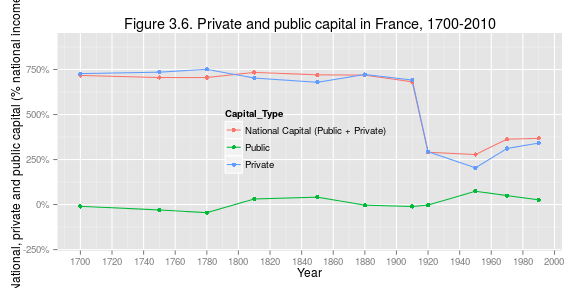 Figure 3.6. Private and public capital in France, 1700-2010
National, private and public capital (% national income
750%
500%
250%
0%
-250%
Capital_Type
National Capital (Public + Private)
Public
Private
1700 1720 1740 1760 1780 1800 1820 1840 1860 1880 1900 1920 1940 1960 1980 2000
Year